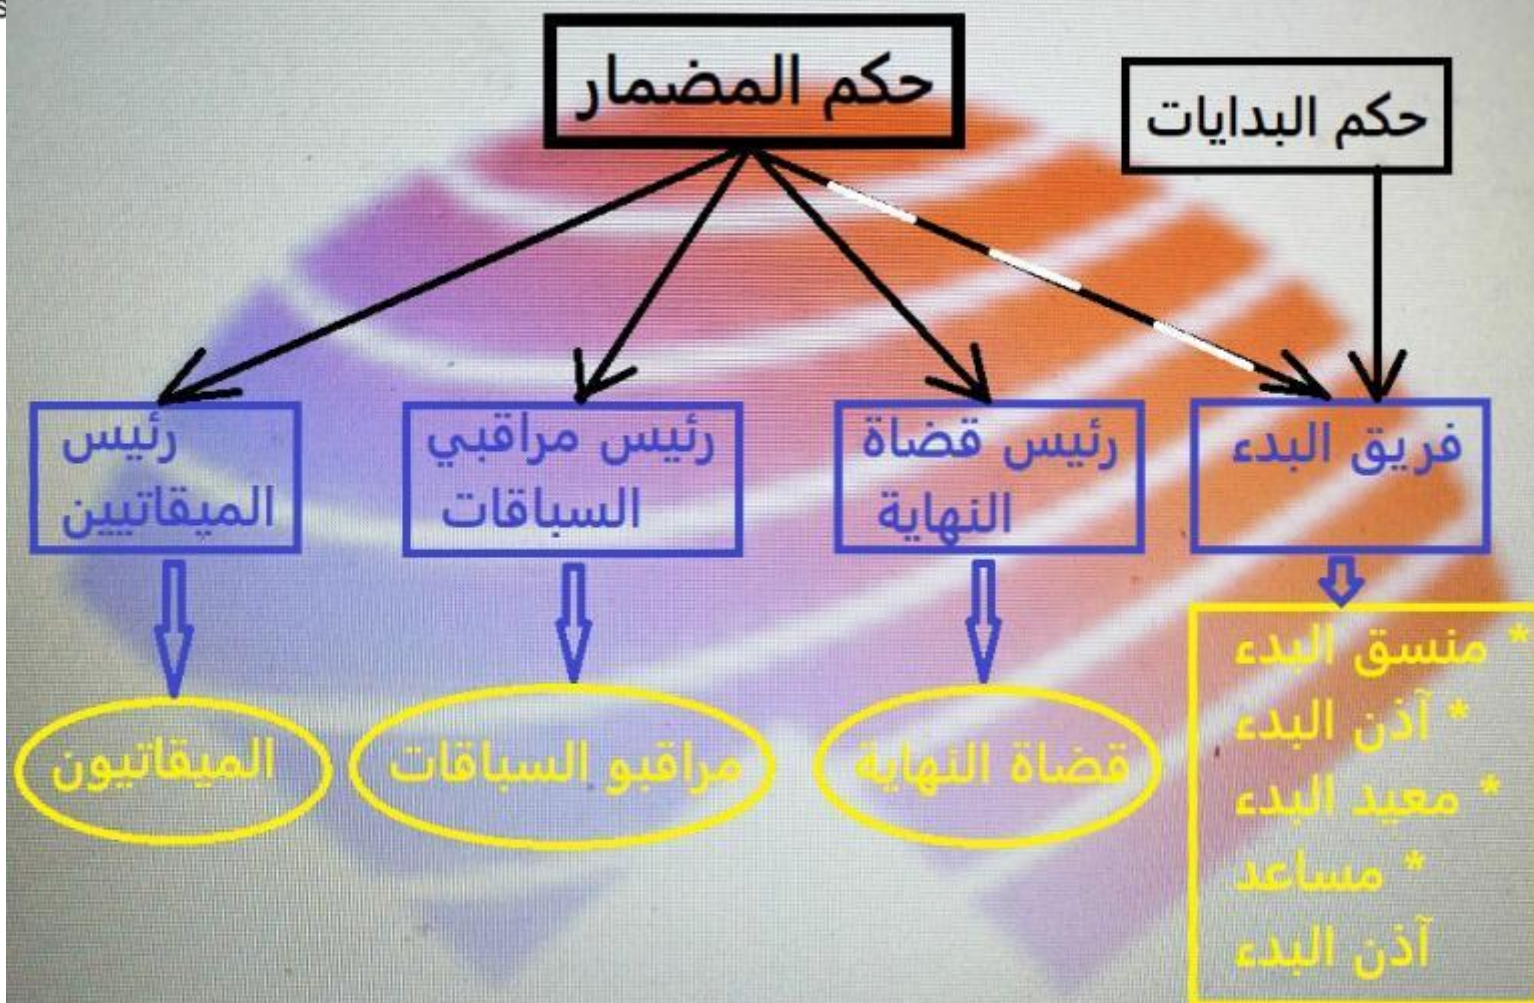 حكم المضمار
حكم البدايات
فريق البدء
رئيس قضاة
النهاية
رئيس مراقبي
السباقات
رئيس
الميقاتيين
* منسق البدء
* آذن البدء
* معيد البدء
* مساعد
آذن البدء
قضاة النهاية
مراقبو السباقات
الميقاتيون